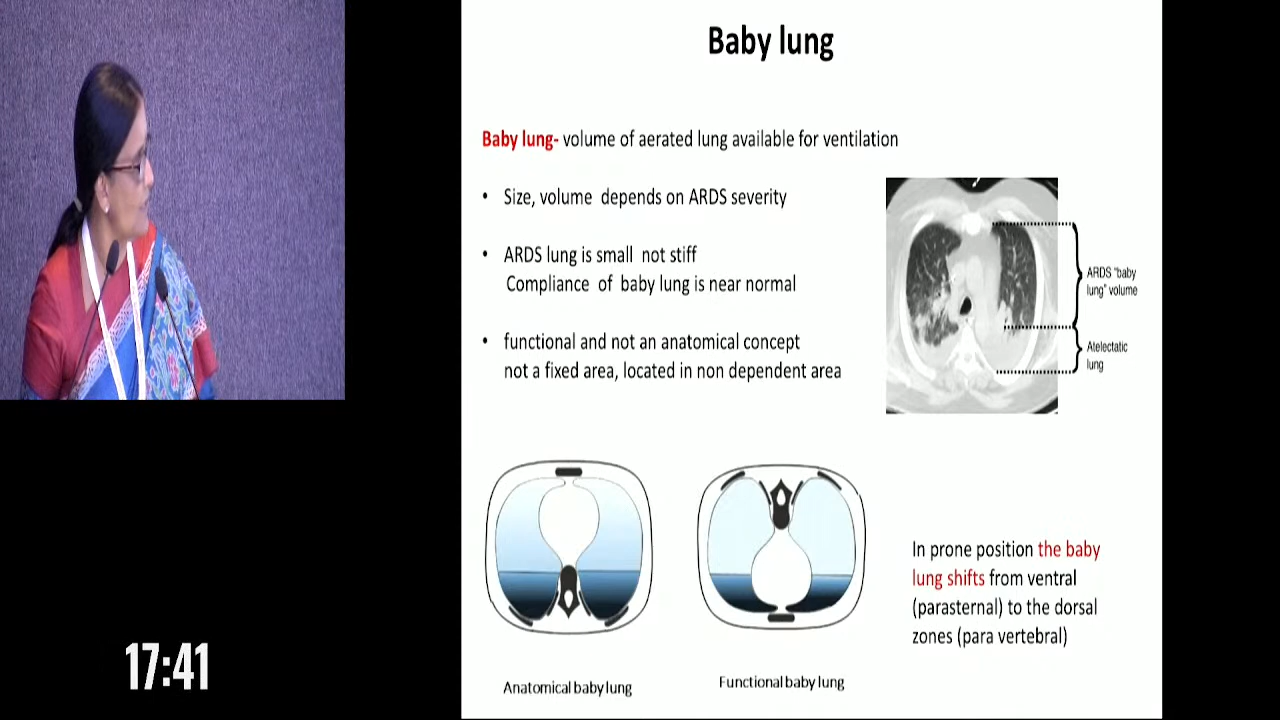 Baby lung
Baby lung- volume of aerated lung available for ventilation
• Size, volume depends on ARDS severity
• ARDS lung is small not stiff
Compliance of baby lung is near normal
• functional and not an anatomical concept
not a fixed area, located in non dependent area
ARDS "baby
lung" volume
Atelectatic
lung
In prone position the baby
lung shifts from ventral
(parasternal) to the dorsal
zones (para vertebral)
Anatomical baby lung
Functional baby lung
17:41